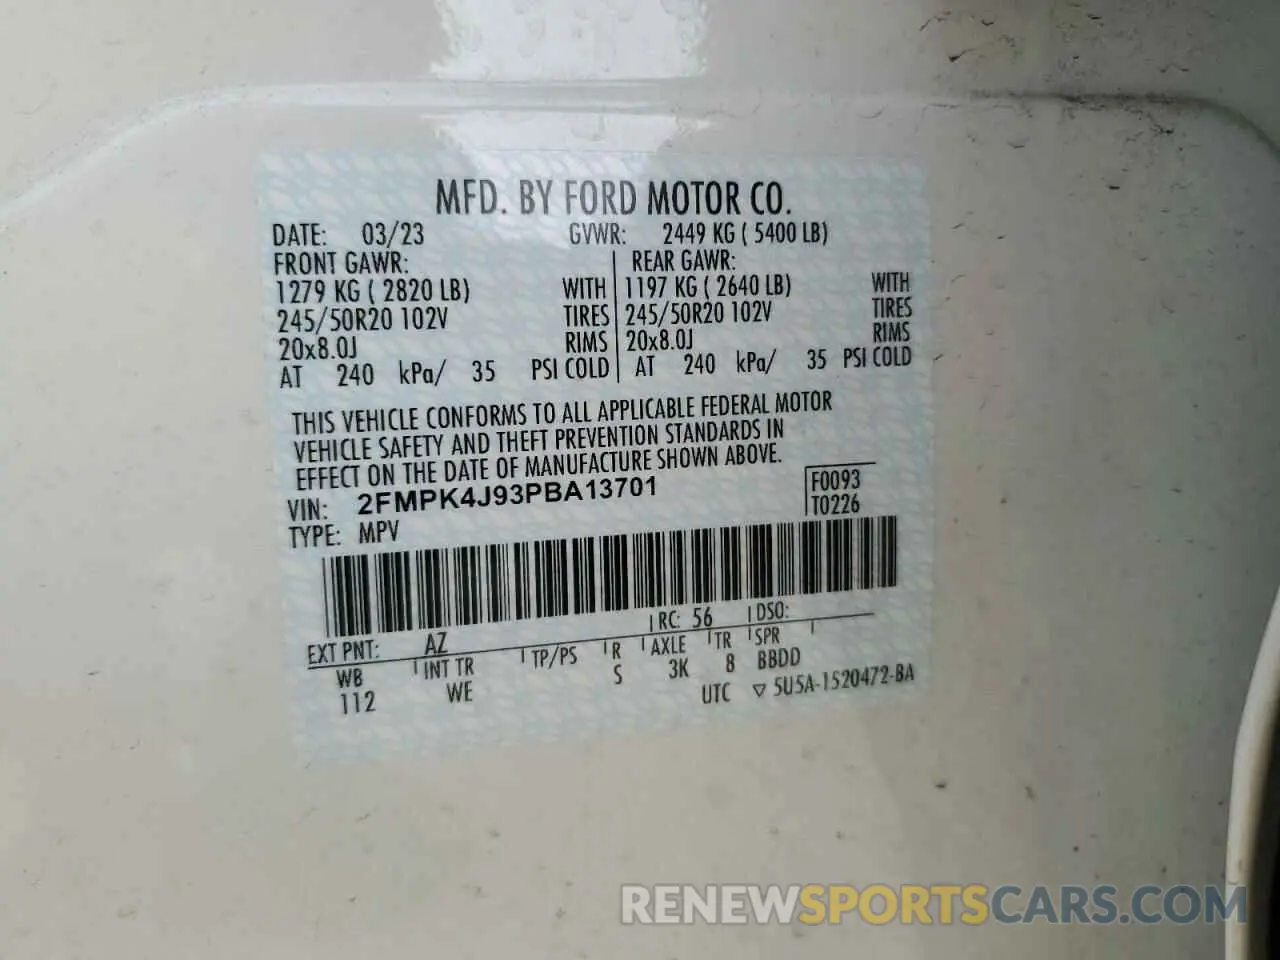 MFD. BY FORD MOTOR CO.
DATE: 03/23 GVWR: 2449 KG ( 5400 LB)
FRONT GAWR: REAR GAWR:
1279 KG ( 2820 LB) WITH 1197 KG ( 2640 LB) WITH
245/50R20 102V TIRES 245/50R20 102V TIRES
20x8.0J RIMS 20x8.0J RIMS
AT 240 kPa/ 35 PSI COLD AT 240 kPa/ 35 PSI COLD
THIS VEHICLE CONFORMS TO ALL APPLICABLE FEDERAL MOTOR
VEHICLE SAFETY AND THEFT PREVENTION STANDARDS IN
EFFECT ON THE DATE OF MANUFACTURE SHOWN ABOVE.
VIN: 2FMPK4J93PBA13701 F0093
TYPE: MPV T0226
EXT PNT: AZ RC: 56 DSO:
WB INT TR TP/PS R AXLE TR SPR
112 WE S 3K 8 BBDD
UTC ▽ 5U5A-1520472-BA
RENEWSPORTSCARS.COM